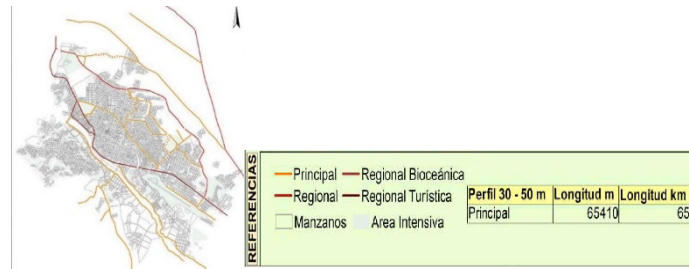 REFERENCIAS
Principal Regional Bioceánica
Regional Regional Turística
Manzanos Area Intensiva
Perfil 30 - 50 m Longitud m Longitud km
Principal 65410 65